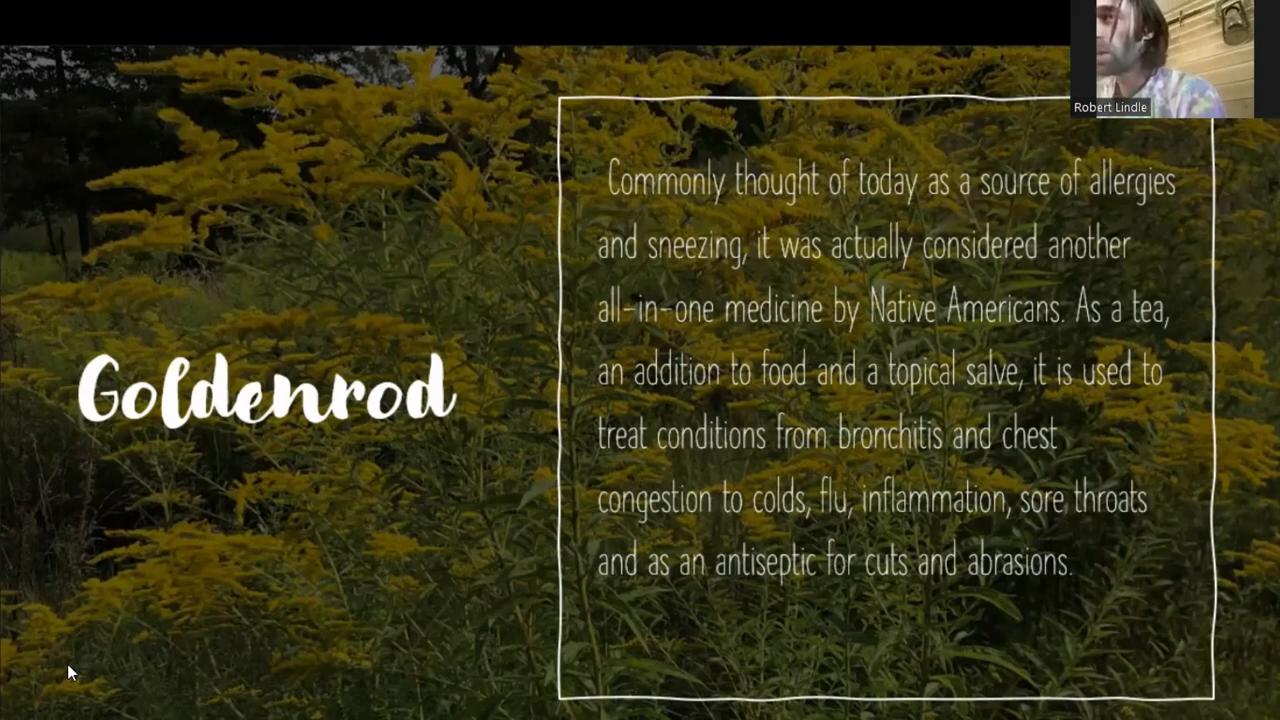 Robert Lindle
Commonly thought of today as a source of allergies
and sneezing, it was actually considered another
all-in-one medicine by Native Americans. As a tea,
an addition to food and a topical salve, it is used to
treat conditions from bronchitis and chest
congestion to colds, flu, inflammation, sore throats
and as an antiseptic for cuts and abrasions.
Goldenrod